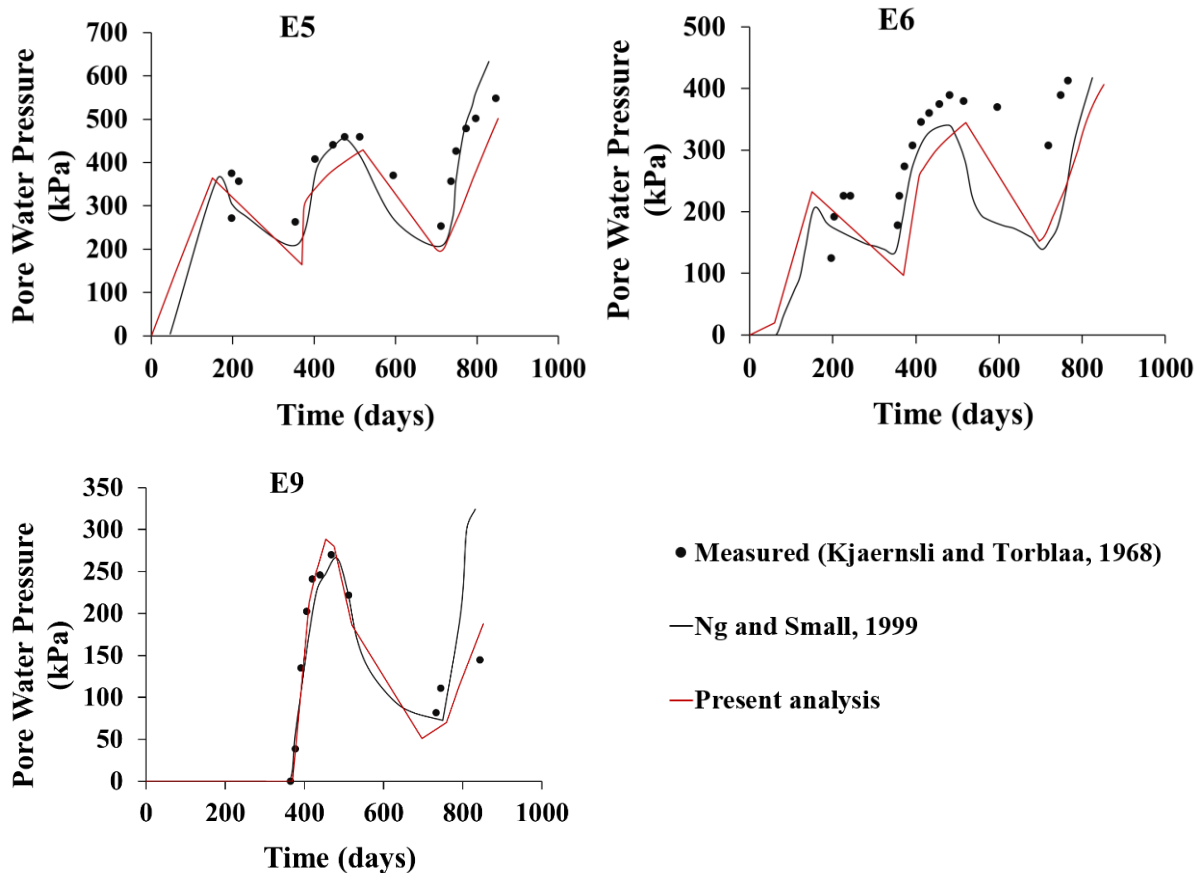 E5
Pore Water Pressure
(kPa)
700
600
500
400
300
200
100
0
0 200 400 600 800 1000
Time (days)
E6
Pore Water Pressure
(kPa)
500
400
300
200
100
0
0 200 400 600 800 1000
Time (days)
E9
Pore Water Pressure
(kPa)
350
300
250
200
150
100
50
0
0 200 400 600 800 1000
Time (days)
Measured (Kjaernsli and Torblaa, 1968)
Ng and Small, 1999
Present analysis